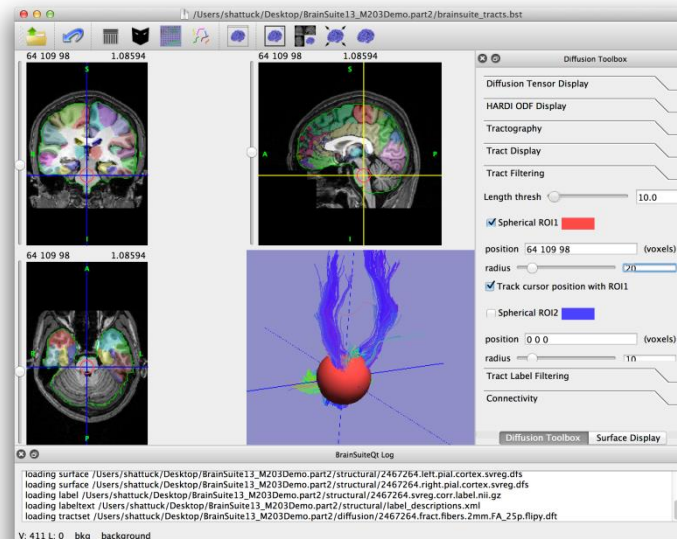 /Users/shattuck/Desktop/BrainSuite13_M203Demo.part2/brainsuite_tracts.bst
64 109 98 1.08594
64 109 98 1.08594
S
R
I
S
A
P
I
64 109 98 1.08594
A
R
L
P
Diffusion Toolbox
Diffusion Tensor Display
HARDI ODF Display
Tractography
Tract Display
Tract Filtering
Length thresh 10.0
Spherical ROI1
position 64 109 98 (voxels)
radius 20
Track cursor position with ROI1
Spherical ROI2
position 0 0 0 (voxels)
radius 10
Tract Label Filtering
Connectivity
Diffusion Toolbox Surface Display
BrainSuiteQt Log
loading surface /Users/shattuck/Desktop/BrainSuite13_M203Demo.part2/structural/2467264.left.pial.cortex.svreg.dfs
loading surface /Users/shattuck/Desktop/BrainSuite13_M203Demo.part2/structural/2467264.right.pial.cortex.svreg.dfs
loading label /Users/shattuck/Desktop/BrainSuite13_M203Demo.part2/structural/2467264.svreg.corr.label.nii.gz
loading labeltext /Users/shattuck/Desktop/BrainSuite13_M203Demo.part2/structural/label_descriptions.xml
loading tractset /Users/shattuck/Desktop/BrainSuite13_M203Demo.part2/diffusion/2467264.fract.fibers.2mm.FA_25p.flipy.dft
V: 411 L: 0 bkg background